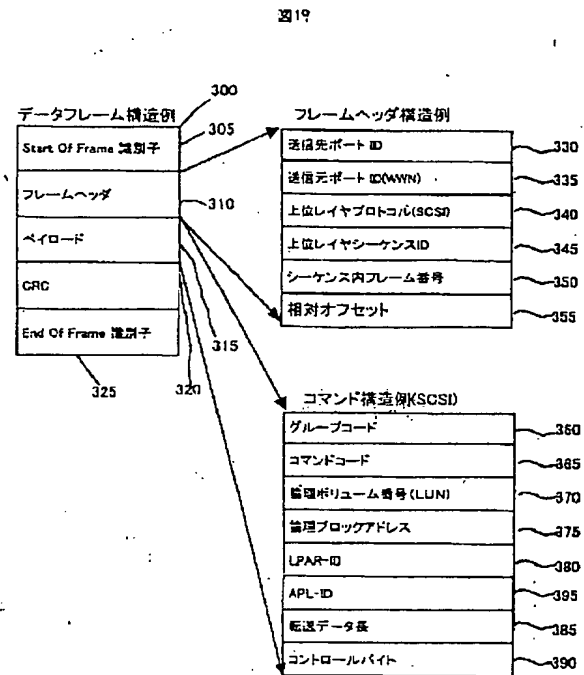 図19
データフレーム構造例
300
Start Of Frame 識別子
305
フレームヘッダ
310
ペイロード
315
CRC
320
End Of Frame 識別子
325
フレームヘッダ構造例
送信先ポート ID
330
送信元ポート ID(WWN)
335
上位レイヤプロトコル(SCSI)
340
上位レイヤシーケンスID
345
シーケンス内フレーム番号
350
相対オフセット
355
コマンド構造例(SCSI)
グループコード
360
コマンドコード
365
論理ボリューム番号(LUN)
370
論理ブロックアドレス
375
LPAR-ID
380
APL-ID
395
転送データ長
385
コントロールバイト
390